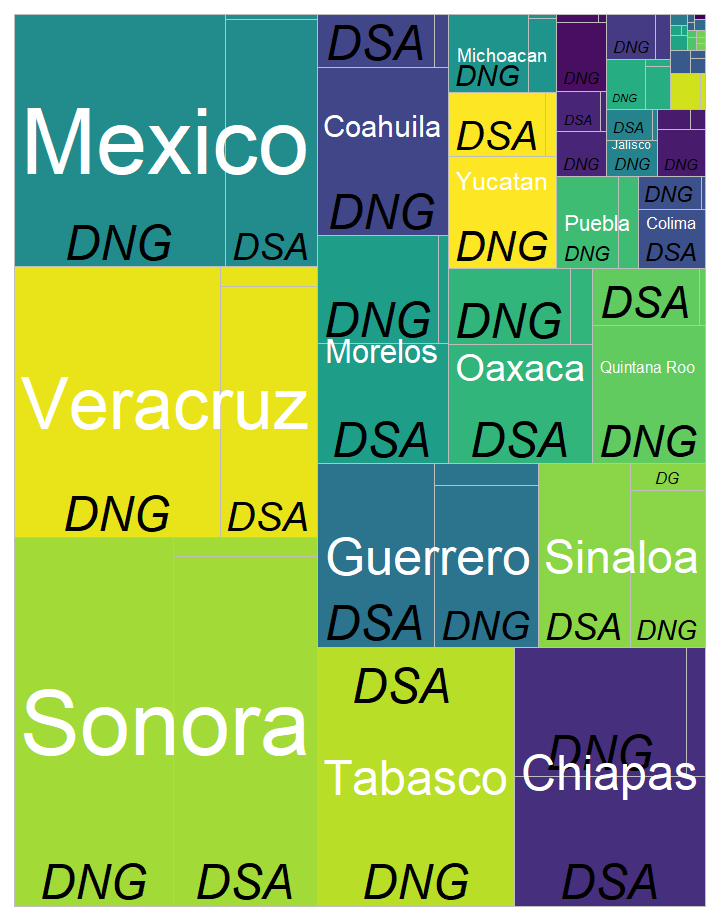 Mexico
DNG
DSA
Veracruz
DNG
DSA
Sonora
DNG
DSA
DSA
Coahuila
DNG
DNG
Morelos
DSA
Michoacan
DNG
DSA
Yucatan
DNG
DNG
DSA
DNG
DNG
DNG
DSA
Jalisco
DNG
DNG
Puebla
DNG
DNG
Colima
DSA
DNG
Oaxaca
DSA
DSA
Quintana Roo
DNG
Guerrero
DSA
DNG
DG
Sinaloa
DSA
DNG
DSA
Tabasco
DNG
DNG
Chiapas
DSA